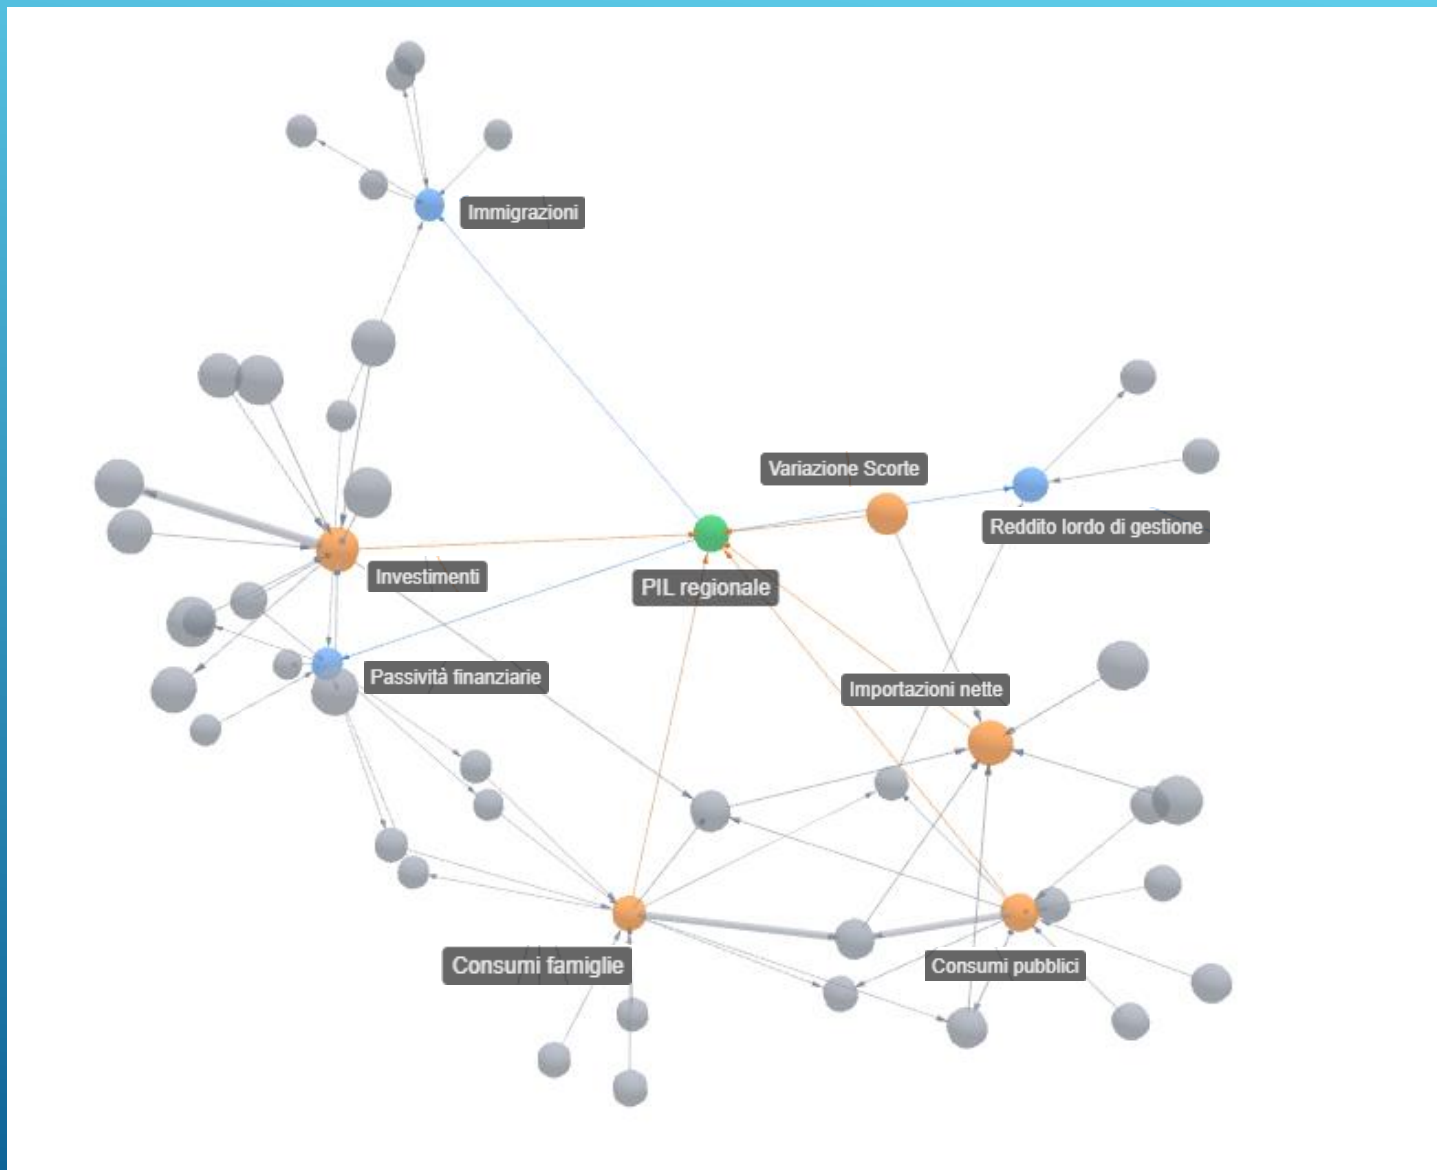 Immigrazioni
Variazione Scorte
Reddito lordo di gestione
Investimenti
PIL regionale
Passività finanziarie
Importazioni nette
Consumi famiglie
Consumi pubblici